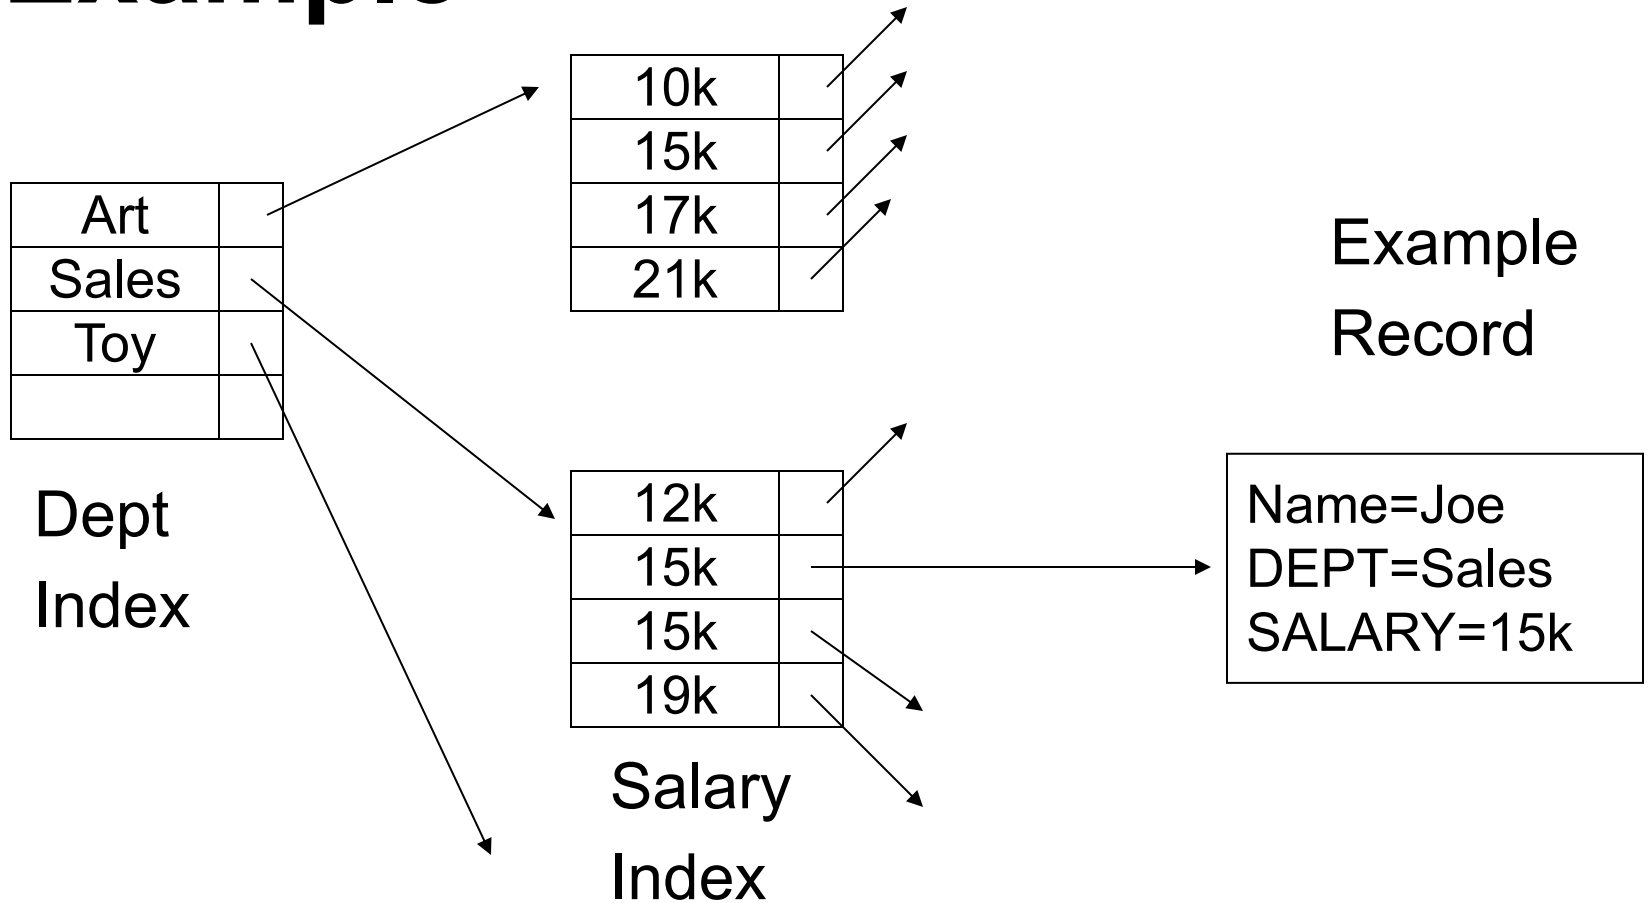 Example
10k
15k
17k
21k
Art
Sales
Toy
Dept
Index
12k
15k
15k
19k
Salary
Index
Example
Record
Name=Joe
DEPT=Sales
SALARY=15k